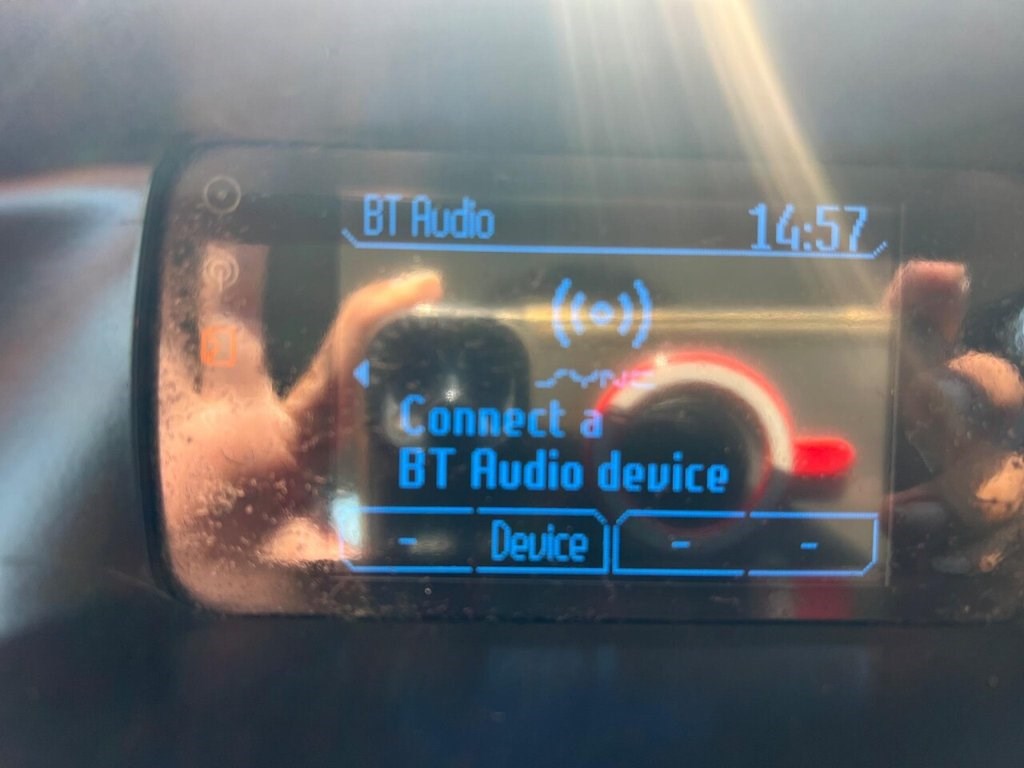 BT Audio
14:57
Connect a
BT Audio device
- Device - -